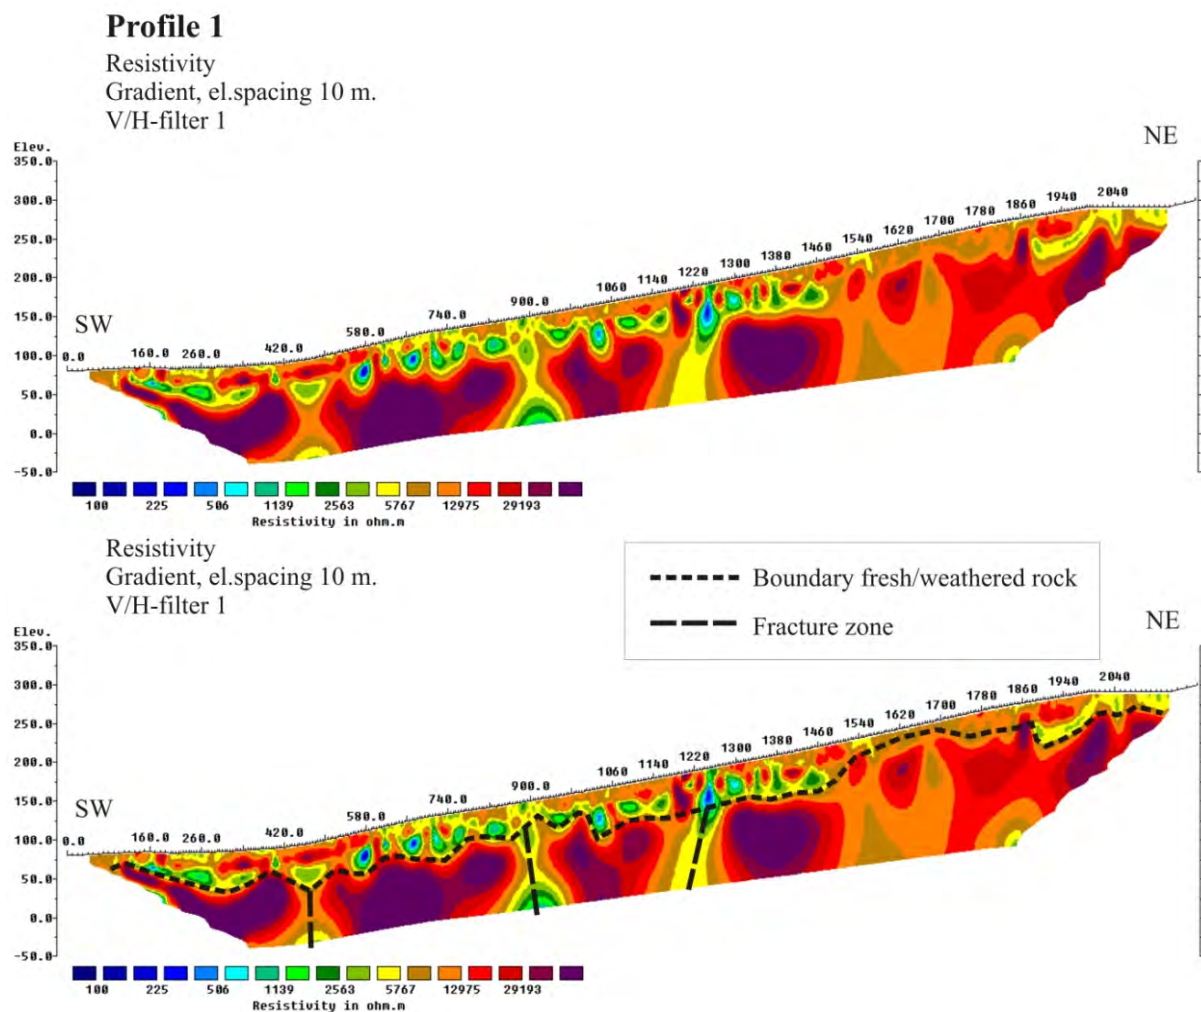 Profile 1
Resistivity
Gradient, el.spacing 10 m.
V/H-filter 1
NE
Elev.
350.0
300.0
250.0
200.0
150.0
100.0
50.0
0.0
-50.0
SW
0.0 160.0 260.0 420.0 580.0 740.0 900.0 1060 1140 1220 1300 1380 1460 1540 1620 1700 1780 1860 1940 2040
100 225 506 1139 2563 5767 12975 29193
Resistivity in ohm.m
Resistivity
Gradient, el.spacing 10 m.
V/H-filter 1
Boundary fresh/weathered rock
Fracture zone
NE
Elev.
350.0
300.0
250.0
200.0
150.0
100.0
50.0
0.0
-50.0
SW
0.0 160.0 260.0 420.0 580.0 740.0 900.0 1060 1140 1220 1300 1380 1460 1540 1620 1700 1780 1860 1940 2040
100 225 506 1139 2563 5767 12975 29193
Resistivity in ohm.m